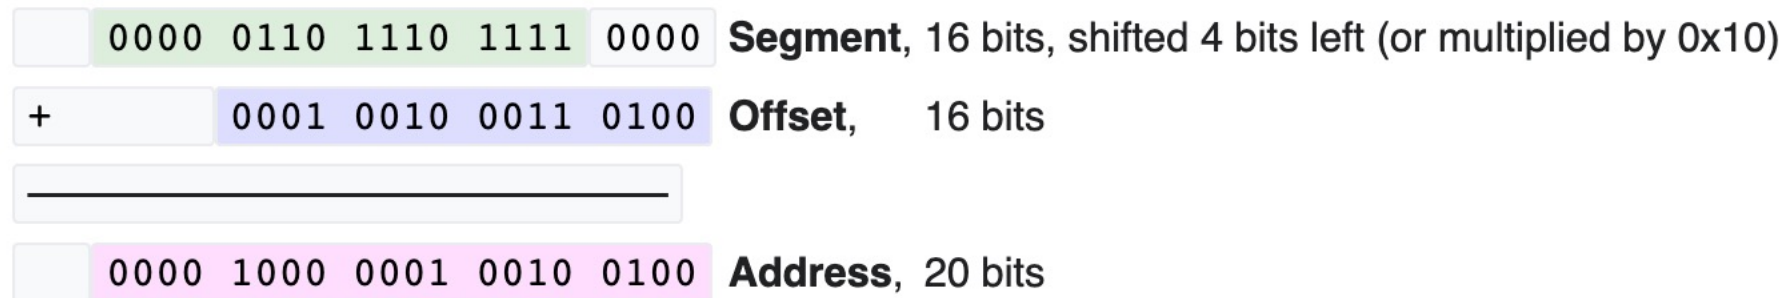 0000 0110 1110 1111 0000 Segment, 16 bits, shifted 4 bits left (or multiplied by 0x10)
+ 0001 0010 0011 0100 Offset, 16 bits
0000 1000 0001 0010 0100 Address, 20 bits